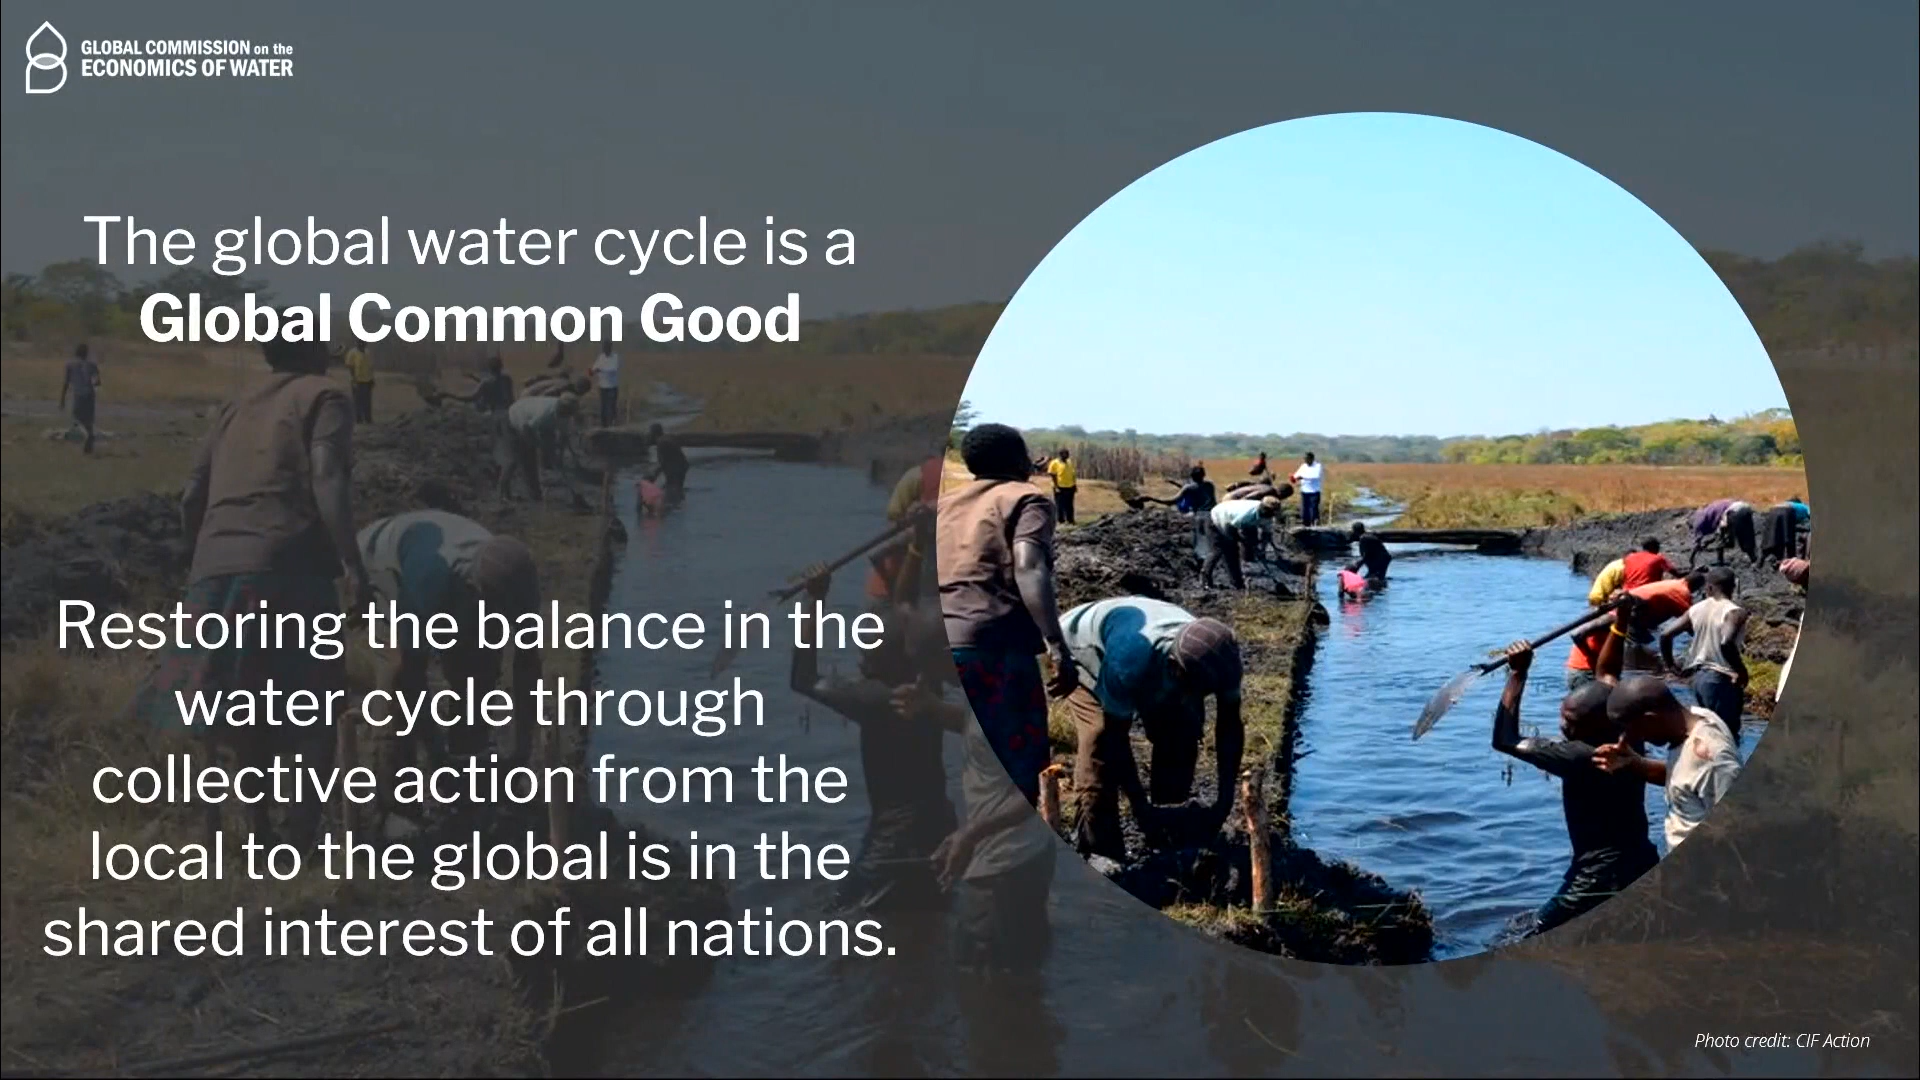 GLOBAL COMMISSION on the
ECONOMICS OF WATER
The global water cycle is a
Global Common Good
Restoring the balance in the
water cycle through
collective action from the
local to the global is in the
shared interest of all nations.
Photo credit: CIF Action